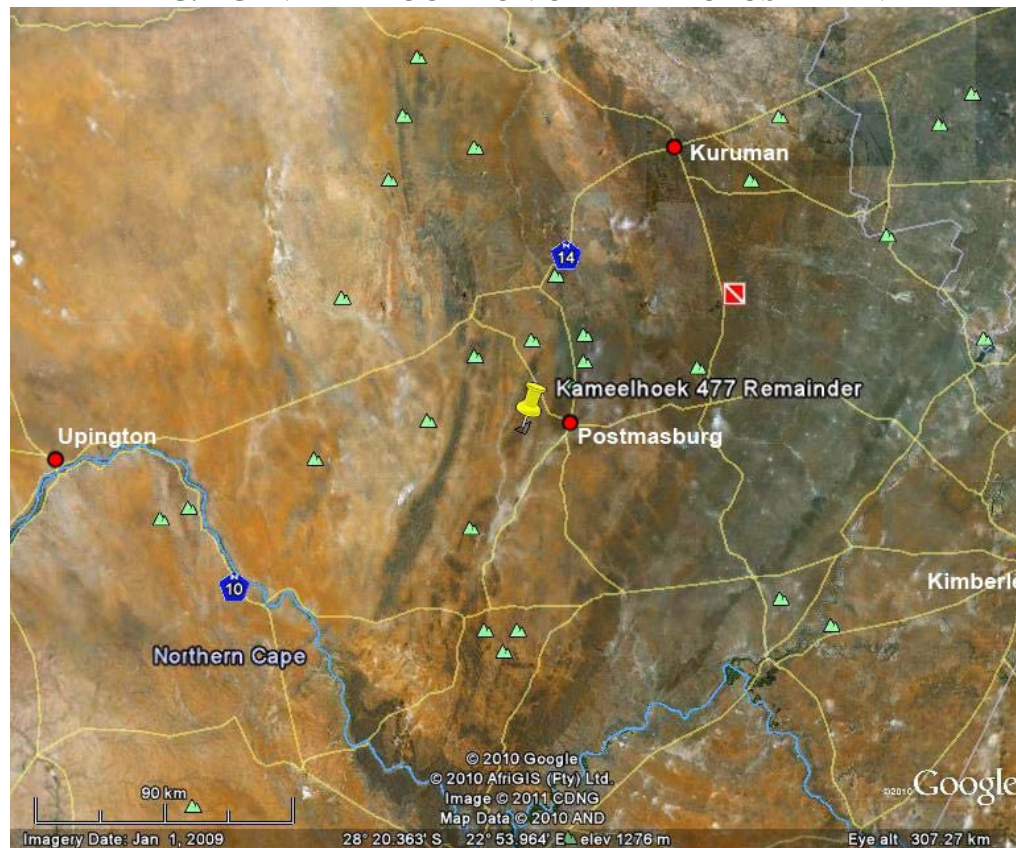 Kuruman
14
Kameelhoek 477 Remainder
Upington
Postmasburg
10
Northern Cape
© 2010 Google
© 2010 AfriGIS (Pty) Ltd.
Image © 2011 CDNG
Map Data © 2010 AND
©2010 Google
90 km
Imagery Date: Jan 1, 2009
28° 20.363' S 22° 53.964' E elev 1276 m
Eye alt 307.27 km